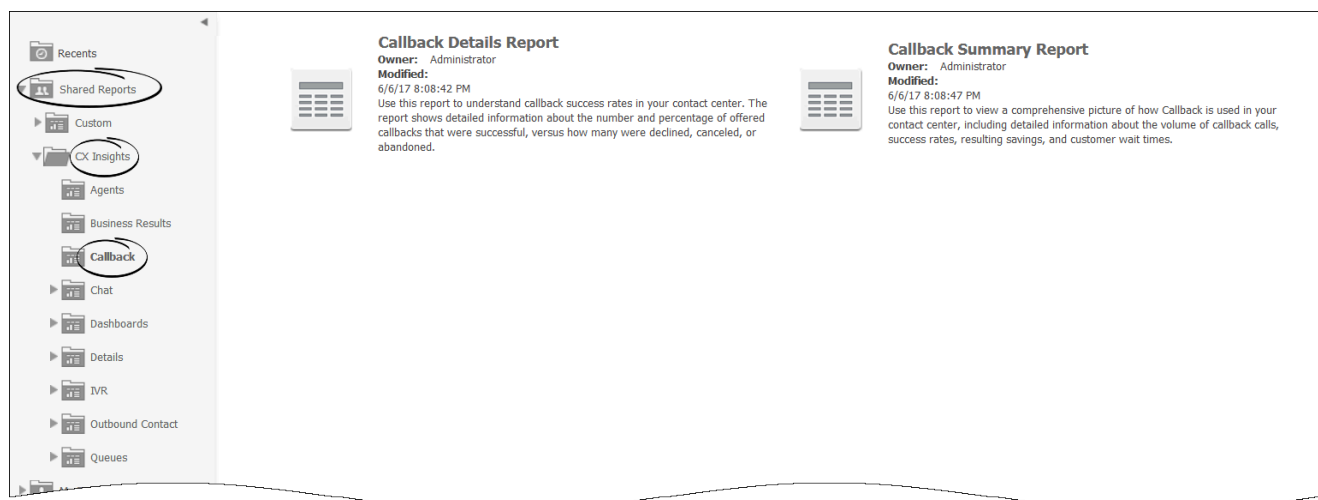 Recents
Shared Reports
Custom
CX Insights
Agents
Business Results
Callback
Chat
Dashboards
Details
IVR
Outbound Contact
Queues
Callback Details Report
Owner: Administrator
Modified:
6/6/17 8:08:42 PM
Use this report to understand callback success rates in your contact center. The
report shows detailed information about the number and percentage of offered
callbacks that were successful, versus how many were declined, canceled, or
abandoned.
Callback Summary Report
Owner: Administrator
Modified:
6/6/17 8:08:47 PM
Use this report to view a comprehensive picture of how Callback is used in your
contact center, including detailed information about the volume of callback calls,
success rates, resulting savings, and customer wait times.